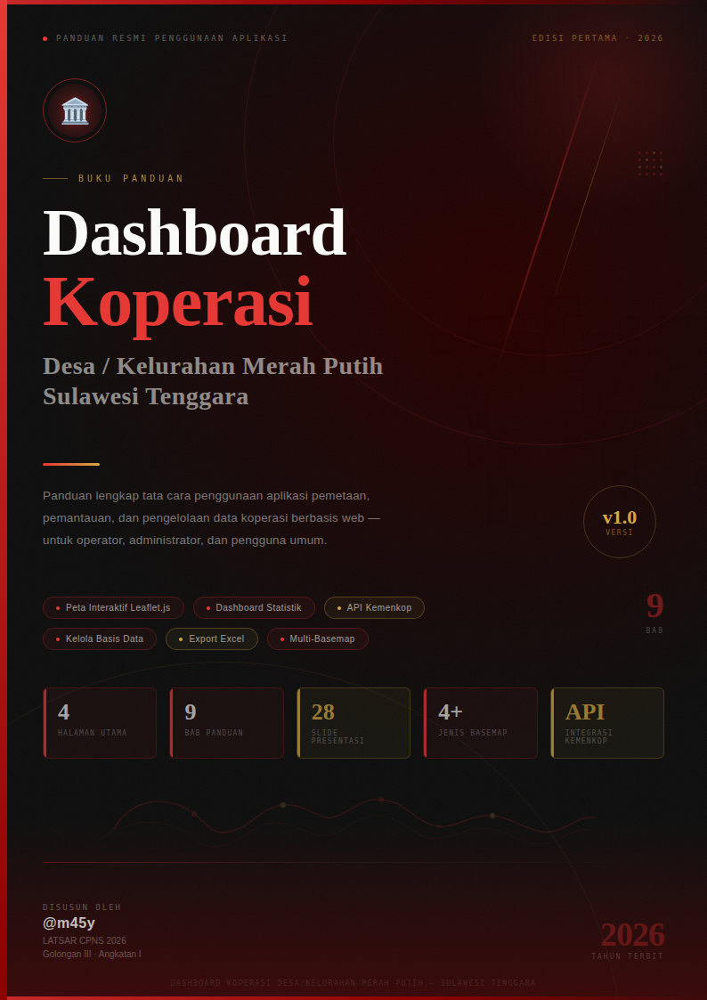 PANDUAN RESMI PENGGUNAAN APLIKASI
EDISI PERTAMA · 2026
BUKU PANDUAN
Dashboard
Koperasi
Desa / Kelurahan Merah Putih
Sulawesi Tenggara
Panduan lengkap tata cara penggunaan aplikasi pemetaan,
pemantauan, dan pengelolaan data koperasi berbasis web —
untuk operator, administrator, dan pengguna umum.
v1.0
VERSI
Peta Interaktif Leaflet.js
Dashboard Statistik
API Kemenkop
Kelola Basis Data
Export Excel
Multi-Basemap
9
BAB
4
HALAMAN UTAMA
9
BAB PANDUAN
28
SLIDE
PRESENTASI
4+
JENIS BASEMAP
API
INTEGRASI
KEMENKOP
DISUSUN OLEH
@m45y
LATSAR CPNS 2026
Golongan III · Angkatan I
2026
TAHUN TERBIT
DASHBOARD KOPERASI DESA/KELURAHAN MERAH PUTIH — SULAWESI TENGGARA